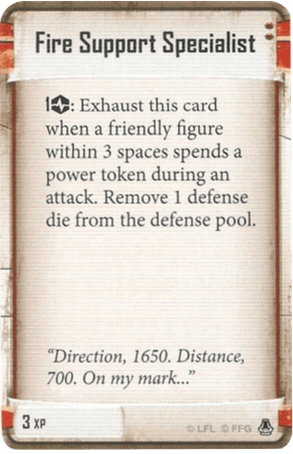 Fire Support Specialist
1: Exhaust this card
when a friendly figure
within 3 spaces spends a
power token during an
attack. Remove 1 defense
die from the defense pool.
“Direction, 1650. Distance,
700. On my mark...”
3 XP
© LFL © FFG